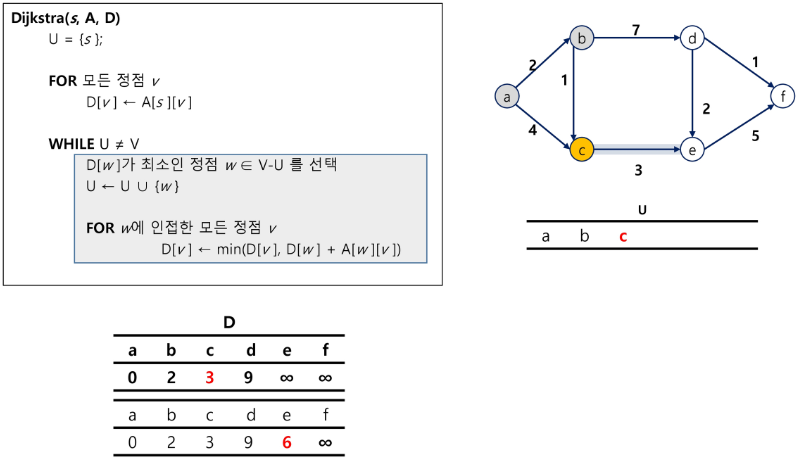 Dijkstra(s, A, D)
U = {s};
FOR 모든 정점 v
D[v] ← A[s][v]
WHILE U ≠ V
D[w]가 최소인 정점 w ∈ V-U 를 선택
U ← U ∪ {w}
FOR w에 인접한 모든 정점 v
D[v] ← min(D[v], D[w] + A[w][v])
b 7 d
2 1
a 1 f
4 2
5
c e
3
U
a b c
D
a b c d e f
0 2 3 9 ∞ ∞
a b c d e f
0 2 3 9 6 ∞